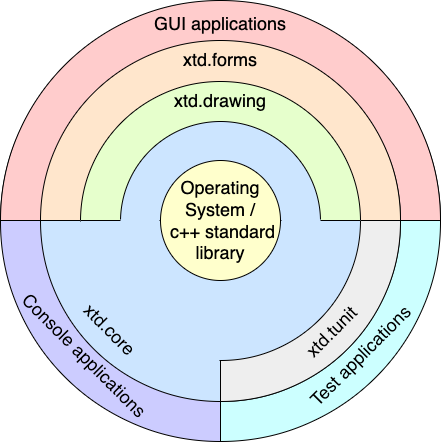 GUI applications
xtd.forms
xtd.drawing
Operating
System /
c++ standard
library
xtd.core
xtd.tunit
Console applications
Test applications